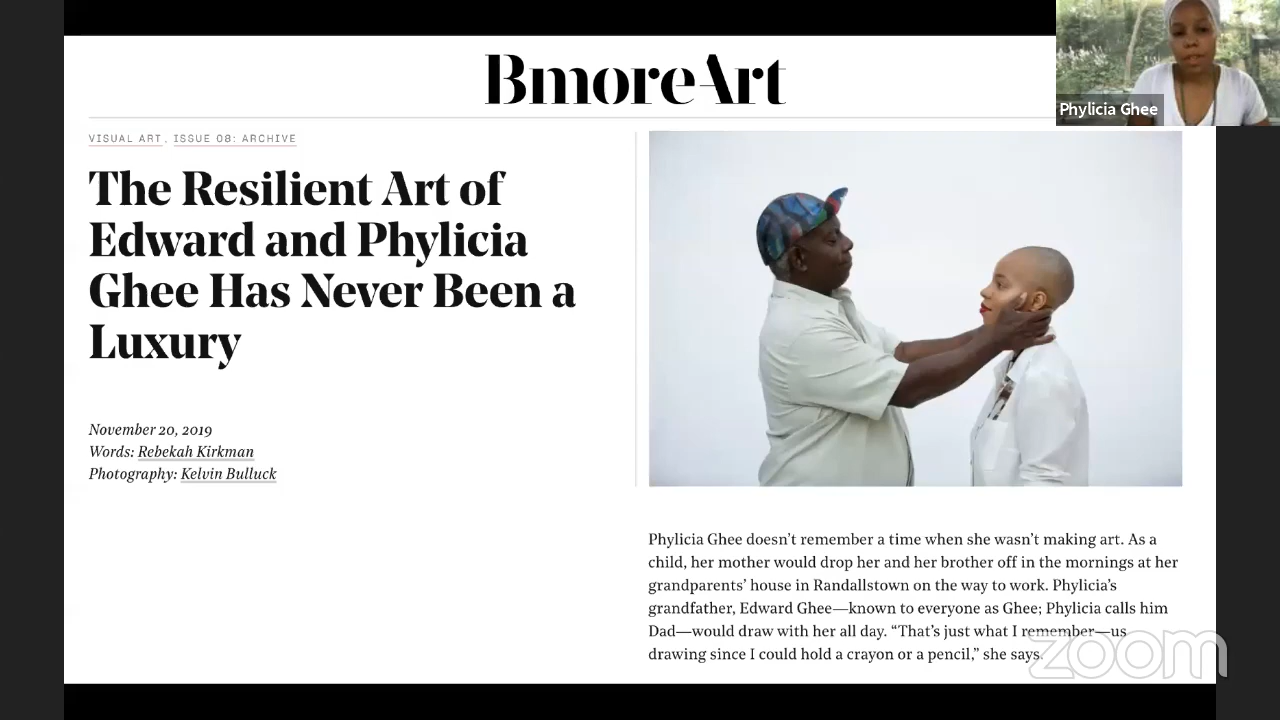 BmoreArt
Phylicia Ghee
VISUAL ART, ISSUE 08: ARCHIVE
The Resilient Art of
Edward and Phylicia
Ghee Has Never Been a
Luxury
November 20, 2019
Words: Rebekah Kirkman
Photography: Kelvin Bulluck
Phylicia Ghee doesn’t remember a time when she wasn’t making art. As a
child, her mother would drop her and her brother off in the mornings at her
grandparents’ house in Randallstown on the way to work. Phylicia’s
grandfather, Edward Ghee—known to everyone as Ghee; Phylicia calls him
Dad—would draw with her all day. “That’s just what I remember—us
drawing since I could hold a crayon or a pencil,” she says.
zoom